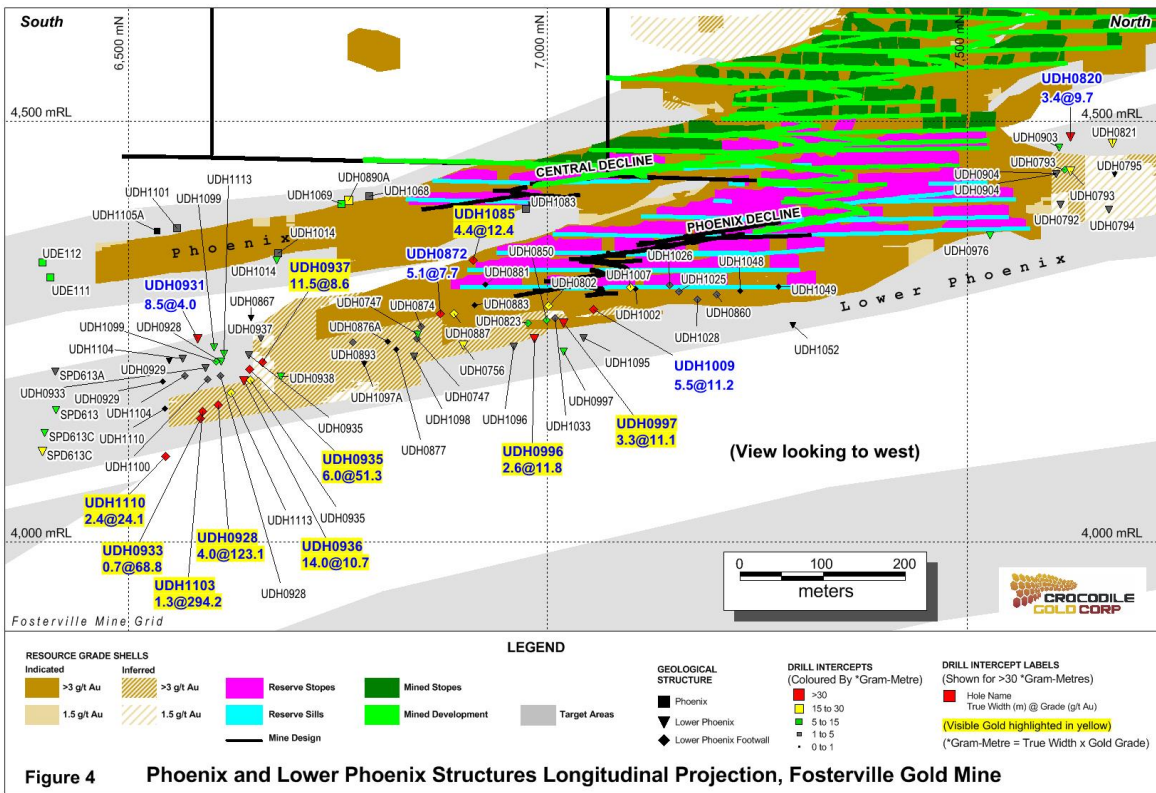 South
North
6,500 mN
7,000 mN
7,500 mN
4,500 mRL
4,500 mRL
UDH0820
3.4@9.7
UDH0903
UDH0821
UDH0793
UDH0795
UDH0904
UDH0904
UDH0793
UDH0792
UDH0794
UDH0976
CENTRAL DECLINE
PHOENIX DECLINE
UDH1113
UDH1099
UDH0890A
UDH1101
UDH1069
UDH1068
UDH1105A
UDH1085
4.4@12.4
UDH1083
Phoenix
UDH1014
UDH1014
UDE112
UDE111
UDH0872
5.1@7.7
UDH0850
UDH0881
UDH0802
UDH1007
UDH1026
UDH1048
UDH1025
UDH1049
Lower Phoenix
UDH0931
8.5@4.0
UDH0937
11.5@8.6
UDH0867
UDH0747
UDH0874
UDH0883
UDH1002
UDH0860
UDH1099
UDH0928
UDH0937
UDH0876A
UDH0887
UDH0823
UDH1028
UDH1052
UDH1104
UDH0893
UDH0756
UDH1095
UDH1009
5.5@11.2
SPD613A
UDH0929
UDH0933
UDH0938
UDH0929
UDH1097A
UDH0747
UDH0997
SPD613
UDH1104
UDH1098
UDH1096
UDH1033
UDH0997
3.3@11.1
SPD613C
UDH1110
UDH0935
UDH0877
SPD613C
UDH1100
UDH0935
6.0@51.3
UDH0996
2.6@11.8
(View looking to west)
UDH1110
2.4@24.1
UDH1113
UDH0935
UDH0933
0.7@68.8
UDH0928
4.0@123.1
UDH0936
14.0@10.7
UDH1103
1.3@294.2
UDH0928
4,000 mRL
4,000 mRL
0 100 200
meters
CROCODILE
GOLD CORP
Fosterville Mine Grid
LEGEND
RESOURCE GRADE SHELLS
Indicated
Inferred
>3 g/t Au
>3 g/t Au
1.5 g/t Au
1.5 g/t Au
Reserve Stopes
Reserve Sills
Mine Design
Mined Stopes
Mined Development
Target Areas
GEOLOGICAL
STRUCTURE
Phoenix
Lower Phoenix
Lower Phoenix Footwall
DRILL INTERCEPTS
(Coloured By *Gram-Metre)
>30
15 to 30
5 to 15
1 to 5
0 to 1
DRILL INTERCEPT LABELS
(Shown for >30 *Gram-Metres)
Hole Name
True Width (m) @ Grade (g/t Au)
(Visible Gold highlighted in yellow)
(*Gram-Metre = True Width x Gold Grade)
Figure 4 Phoenix and Lower Phoenix Structures Longitudinal Projection, Fosterville Gold Mine